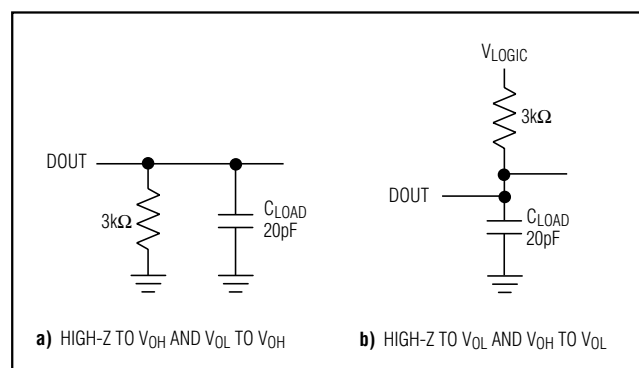 DOUT
3kΩ
CLOAD
20pF
a) HIGH-Z TO VOH AND VOL TO VOH
VLOGIC
3kΩ
DOUT
CLOAD
20pF
b) HIGH-Z TO VOL AND VOH TO VOL